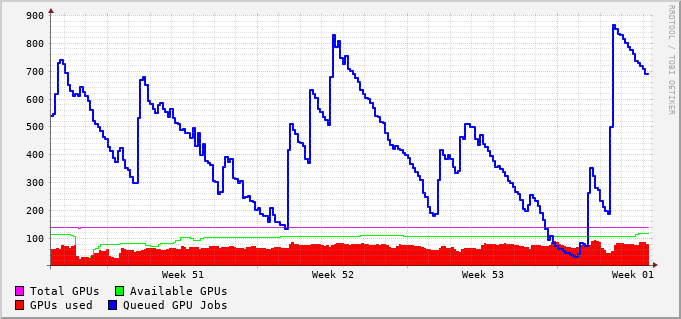 900
800
700
600
500
400
300
200
100
Week 51 Week 52 Week 53 Week 01
Total GPUs Available GPUs
GPUs used Queued GPU Jobs
RRDTOOL / TOBI OETIKER